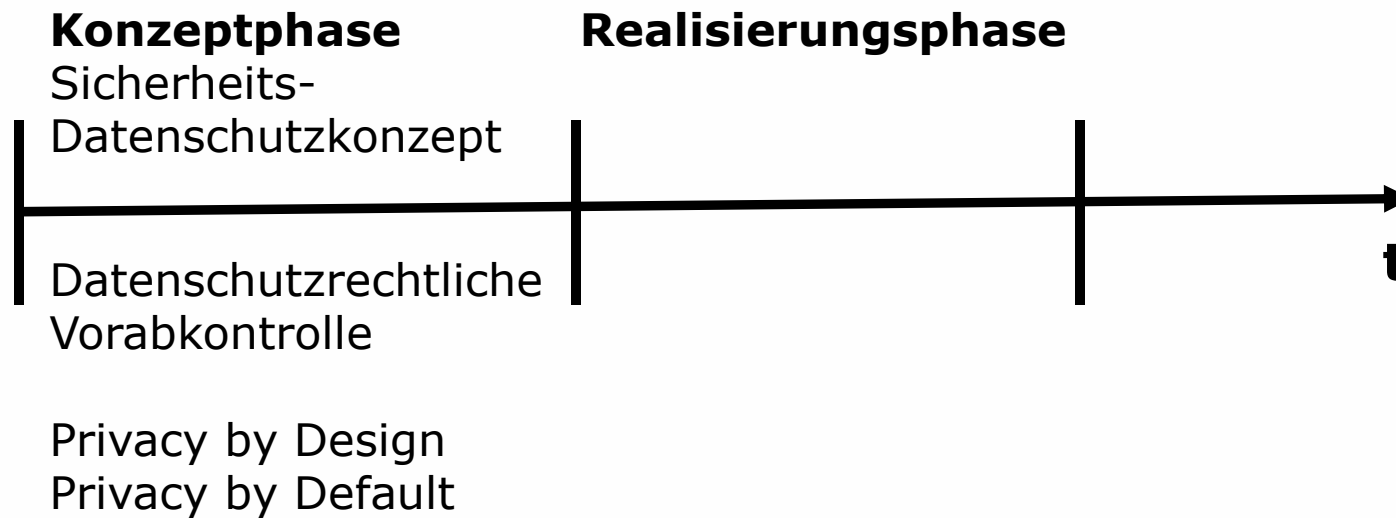 Konzeptphase
Realisierungsphase
Sicherheits-
Datenschutzkonzept
t
Datenschutzrechtliche
Vorabkontrolle
Privacy by Design
Privacy by Default